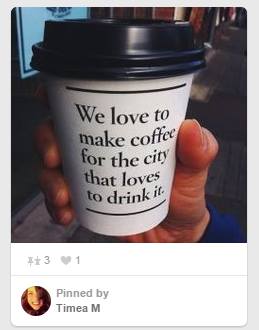 We love to
make coffee
for the city
that loves
to drink it.
3 1
Pinned by
Timea M